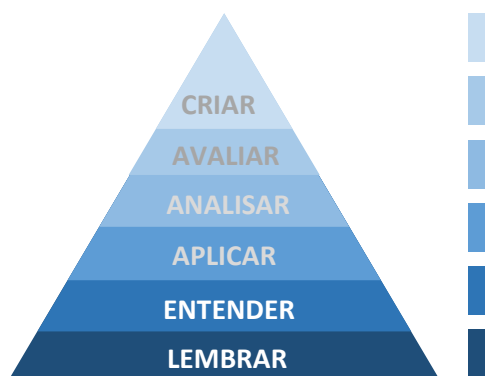 CRIAR
AVALIAR
ANALISAR
APLICAR
ENTENDER
LEMBRAR